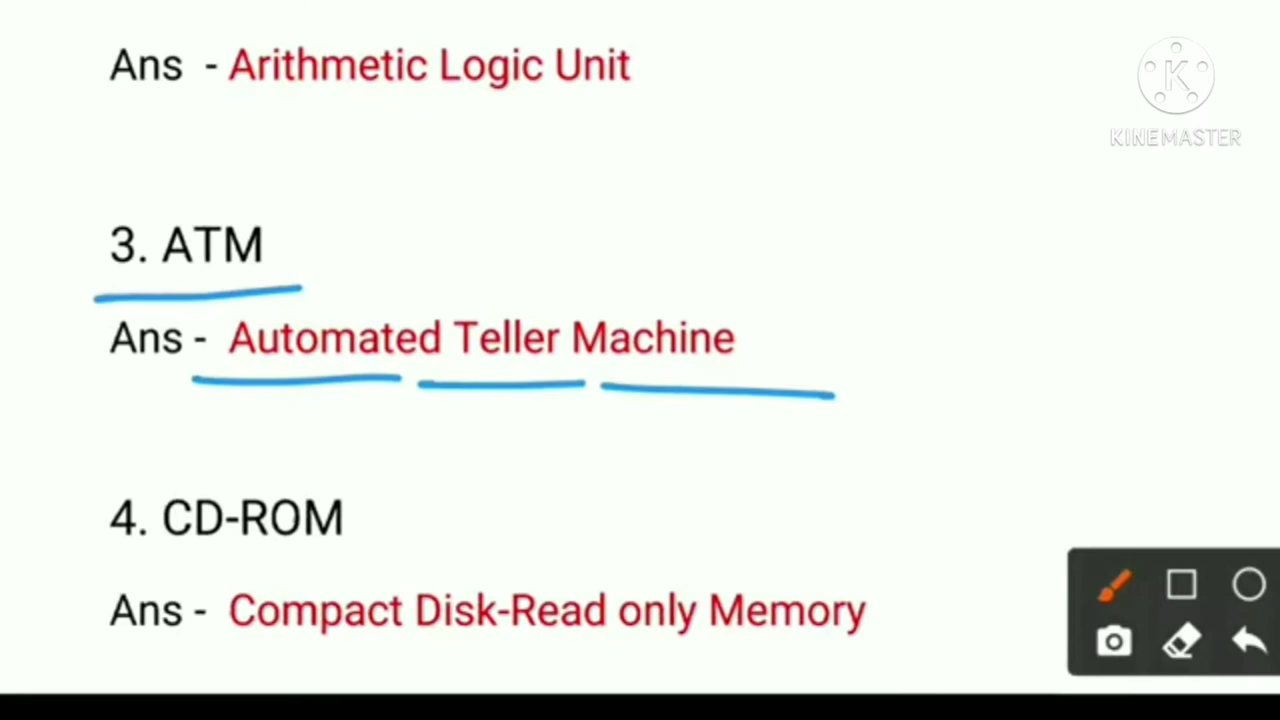 Ans - Arithmetic Logic Unit
KINEMASTER
3. ATM
Ans - Automated Teller Machine
4. CD-ROM
Ans - Compact Disk-Read only Memory